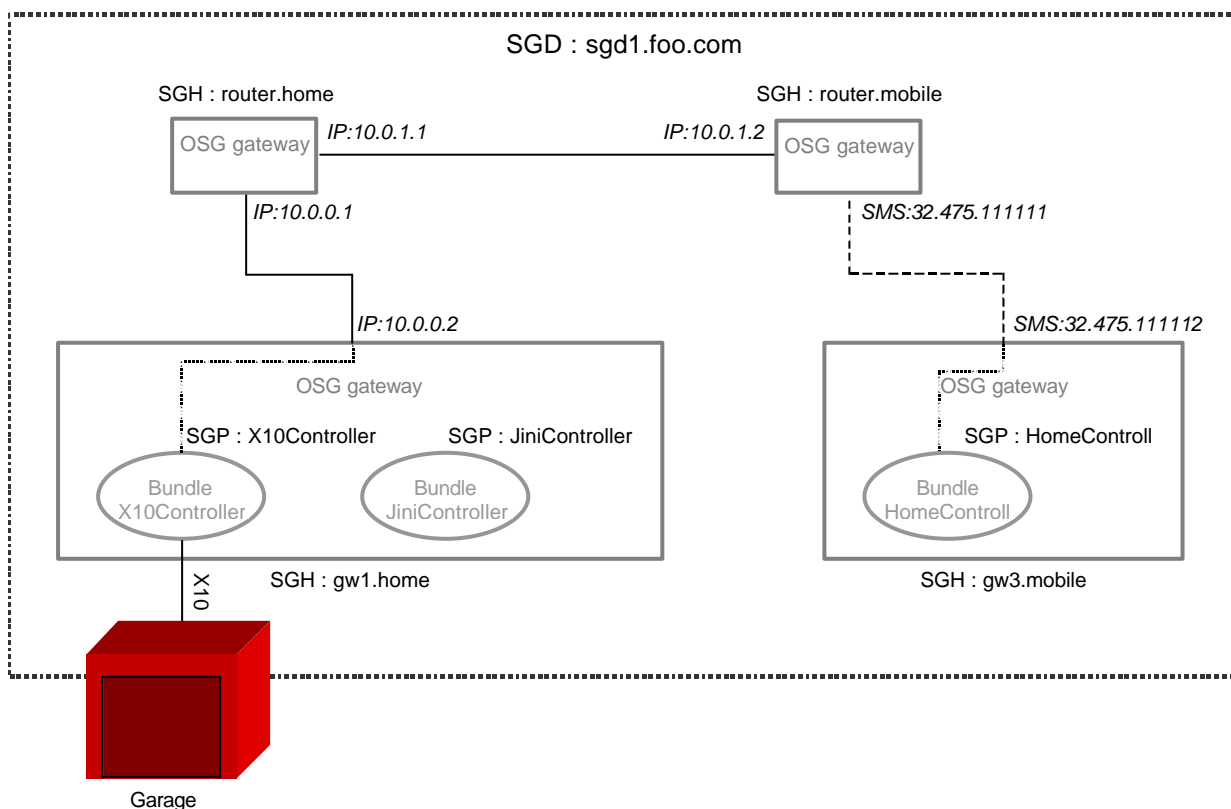 SGD : sgd1.foo.com
SGH : router.home
SGH : router.mobile
OSG gateway
IP:10.0.1.1
IP:10.0.1.2
OSG gateway
IP:10.0.0.1
SMS:32.475.111111
IP:10.0.0.2
SMS:32.475.111112
OSG gateway
OSG gateway
SGP : X10Controller
SGP : JiniController
SGP : HomeControll
Bundle
X10Controller
Bundle
JiniController
Bundle
HomeControll
X10
SGH : gw1.home
SGH : gw3.mobile
Garage